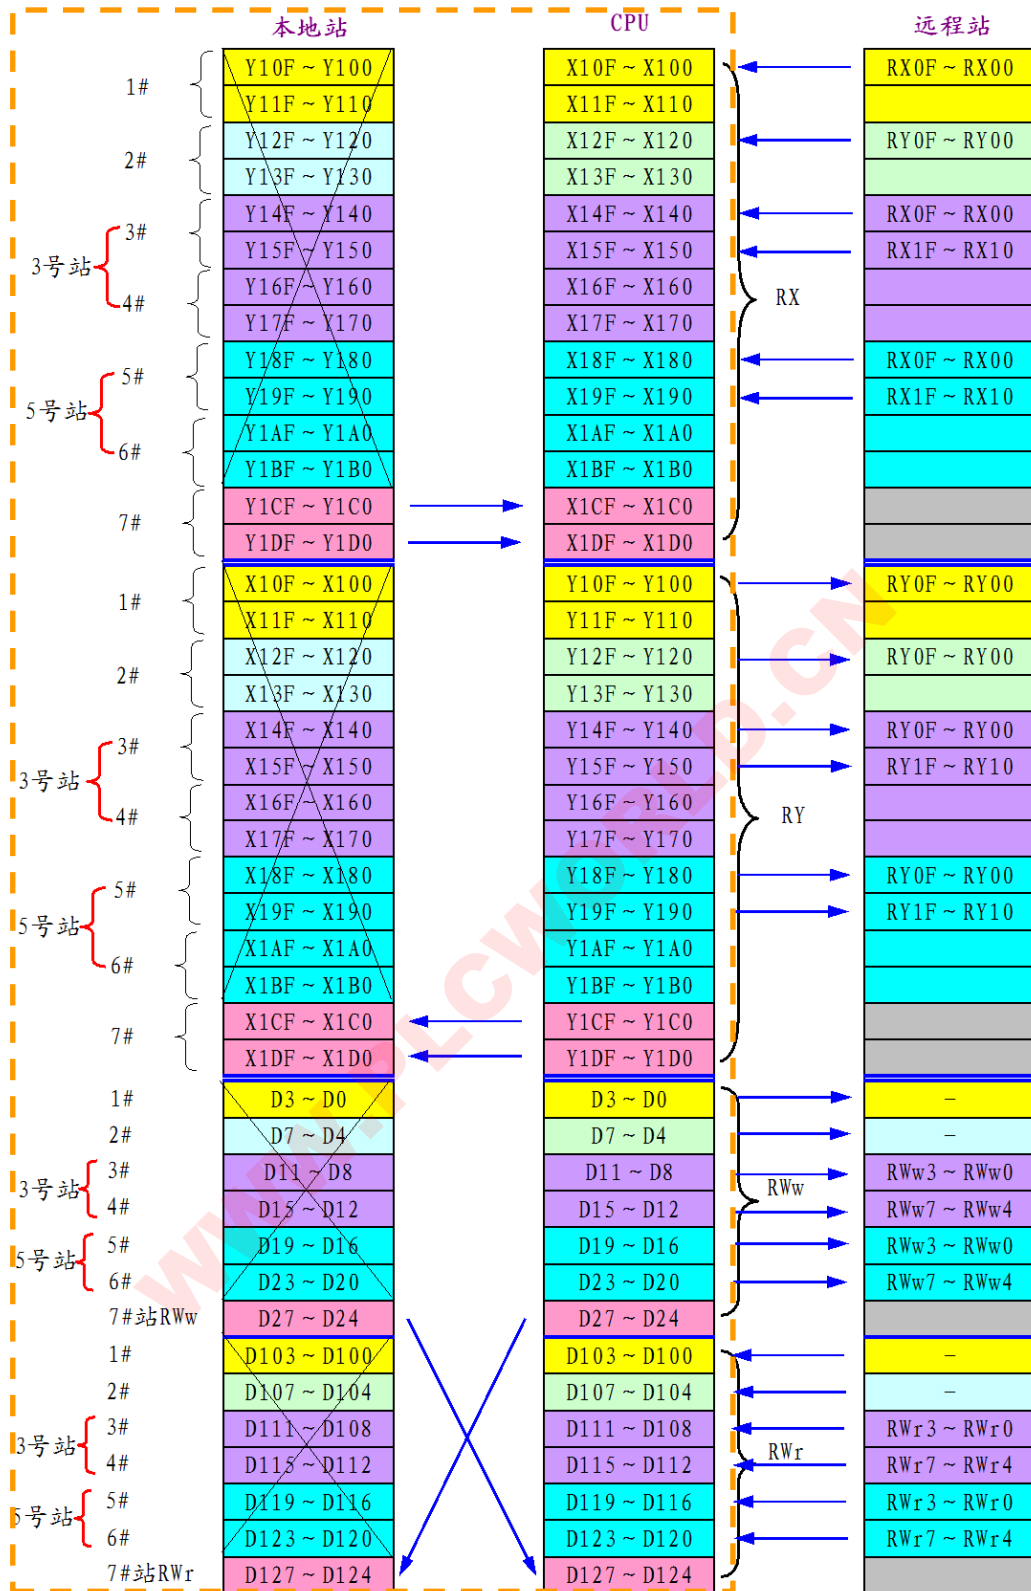 本地站 CPU 远程站
1# Y10F～Y100 X10F～X100 RX0F～RX00
Y11F～Y110 X11F～X110
2# Y12F～Y120 X12F～X120 RY0F～RY00
Y13F～Y130 X13F～X130
3号站 3# Y14F～Y140 X14F～X140 RX0F～RX00
Y15F～Y150 X15F～X150 RX1F～RX10
4# Y16F～Y160 X16F～X160 RX
Y17F～Y170 X17F～X170
5号站 5# Y18F～Y180 X18F～X180 RX0F～RX00
Y19F～Y190 X19F～X190 RX1F～RX10
6# Y1AF～Y1A0 X1AF～X1A0
Y1BF～Y1B0 X1BF～X1B0
7# Y1CF～Y1C0 X1CF～X1C0
Y1DF～Y1D0 X1DF～X1D0
1# X10F～X100 Y10F～Y100 RY0F～RY00
X11F～X110 Y11F～Y110
2# X12F～X120 Y12F～Y120 RY0F～RY00
X13F～X130 Y13F～Y130
3号站 3# X14F～X140 Y14F～Y140 RY0F～RY00
X15F～X150 Y15F～Y150 RY1F～RY10
4# X16F～X160 Y16F～Y160 RY
X17F～X170 Y17F～Y170
5号站 5# X18F～X180 Y18F～Y180 RY0F～RY00
X19F～X190 Y19F～Y190 RY1F～RY10
6# X1AF～X1A0 Y1AF～Y1A0
X1BF～X1B0 Y1BF～Y1B0
7# X1CF～X1C0 Y1CF～Y1C0
X1DF～X1D0 Y1DF～Y1D0
1# D3～D0 D3～D0 －
2# D7～D4 D7～D4 －
3号站 3# D11～D8 D11～D8 RWw RWw3～RWw0
4# D15～D12 D15～D12 RWw7～RWw4
5号站 5# D19～D16 D19～D16 RWw3～RWw0
6# D23～D20 D23～D20 RWw7～RWw4
7#站RWw D27～D24 D27～D24
1# D103～D100 D103～D100 －
2# D107～D104 D107～D104 －
3号站 3# D111～D108 D111～D108 RWr RWr3～RWr0
4# D115～D112 D115～D112 RWr7～RWr4
5号站 5# D119～D116 D119～D116 RWr3～RWr0
6# D123～D120 D123～D120 RWr7～RWr4
7#站RWr D127～D124 D127～D124
WWW.PLCWORLD.CN